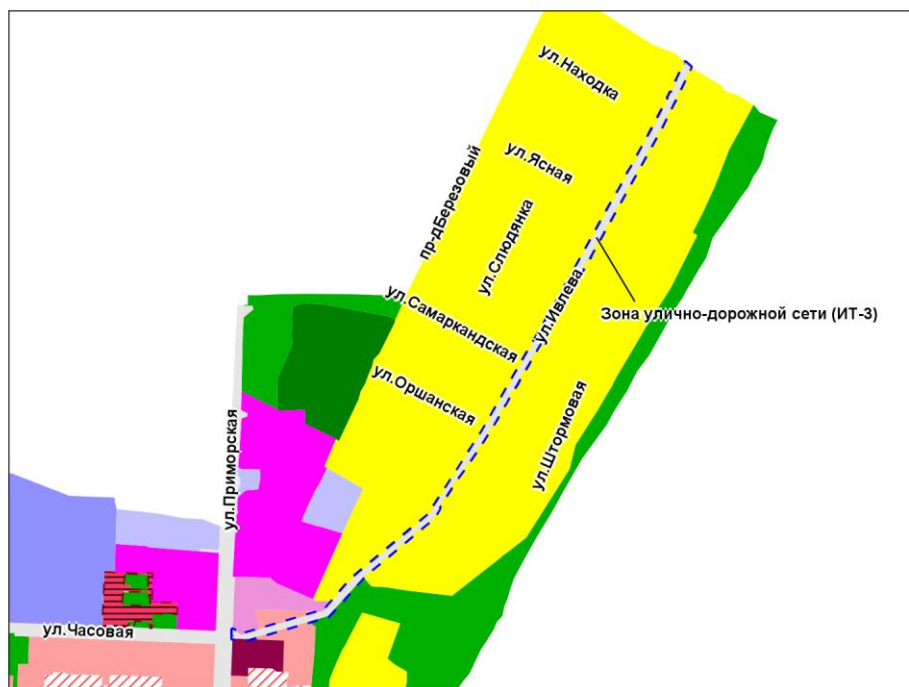 ул.Находка
ул.Ясная
пр-дБерезовый
ул.Слюдянка
ул.Ивлева
Зона улично-дорожной сети (ИТ-3)
ул.Самаркандская
ул.Оршанская
ул.Штормовая
ул.Приморская
ул.Часовая